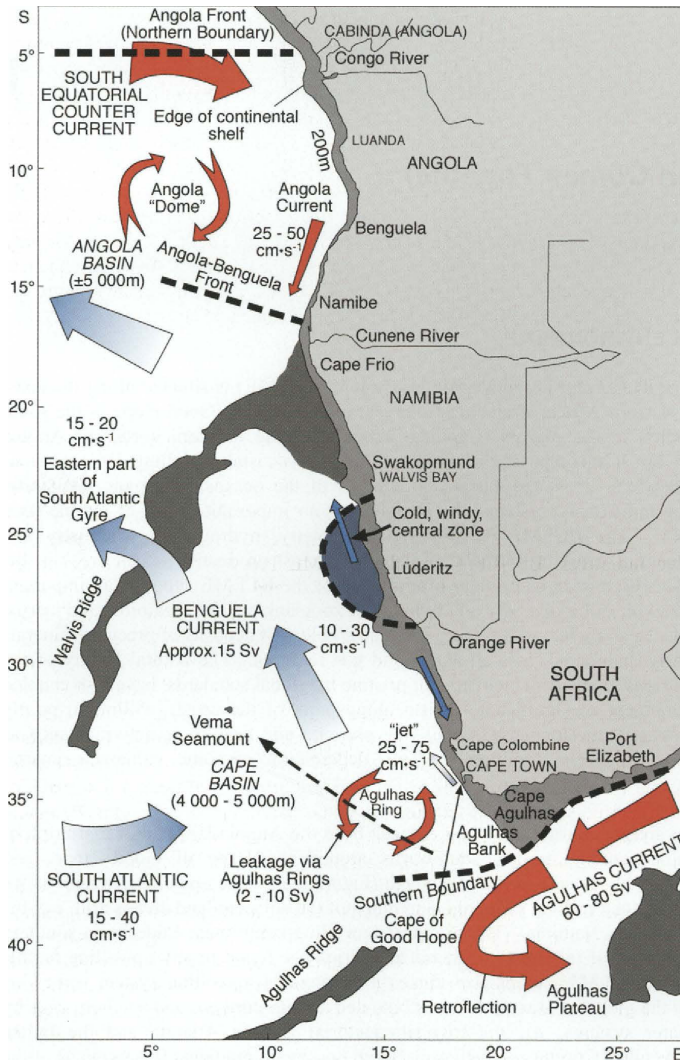 S
Angola Front
(Northern Boundary)
CABINDA (ANGOLA)
5°
Congo River
SOUTH
EQUATORIAL
COUNTER
CURRENT
Edge of continental
shelf
200m
LUANDA
ANGOLA
10°
Angola
"Dome"
Angola
Current
25 - 50
cm•s⁻¹
Benguela
ANGOLA
BASIN
(±5 000m)
Angola-Benguela
Front
15°
Namibe
Cunene River
Cape Frio
NAMIBIA
20°
15 - 20
cm•s⁻¹
Eastern part
of
South Atlantic
Gyre
Swakopmund
WALVIS BAY
Cold, windy,
central zone
25°
Lüderitz
Walvis Ridge
BENGUELA
CURRENT
Approx.15 Sv
10 - 30
cm•s⁻¹
Orange River
30°
SOUTH
AFRICA
Vema
Seamount
"jet"
25 - 75
cm•s⁻¹
Cape Colombine
CAPE TOWN
Port
Elizabeth
CAPE
BASIN
(4 000 - 5000m)
35°
Agulhas
Ring
Cape
Agulhas
Agulhas
Bank
Leakage via
Agulhas Rings
(2 - 10 Sv)
Southern Boundary
AGULHAS CURRENT
60 - 80 Sv
SOUTH ATLANTIC
CURRENT
15 - 40
cm•s⁻¹
Cape of
Good Hope
40°
Agulhas Ridge
Retroflection
Agulhas
Plateau
5°
10°
15°
20°
25°
E